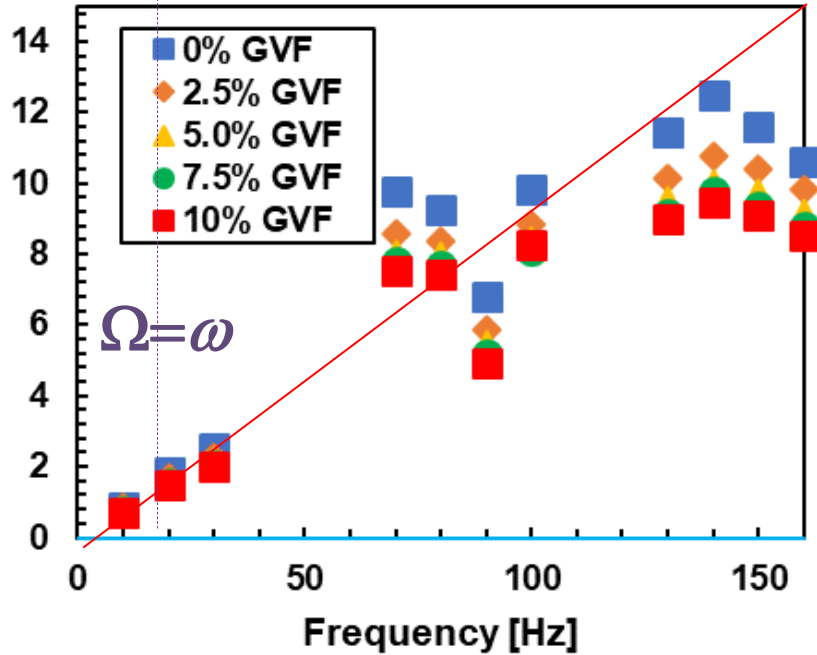 14
12
10
8
6
4
2
0
0% GVF
2.5% GVF
5.0% GVF
7.5% GVF
10% GVF
Ω=ω
0 50 100 150
Frequency [Hz]